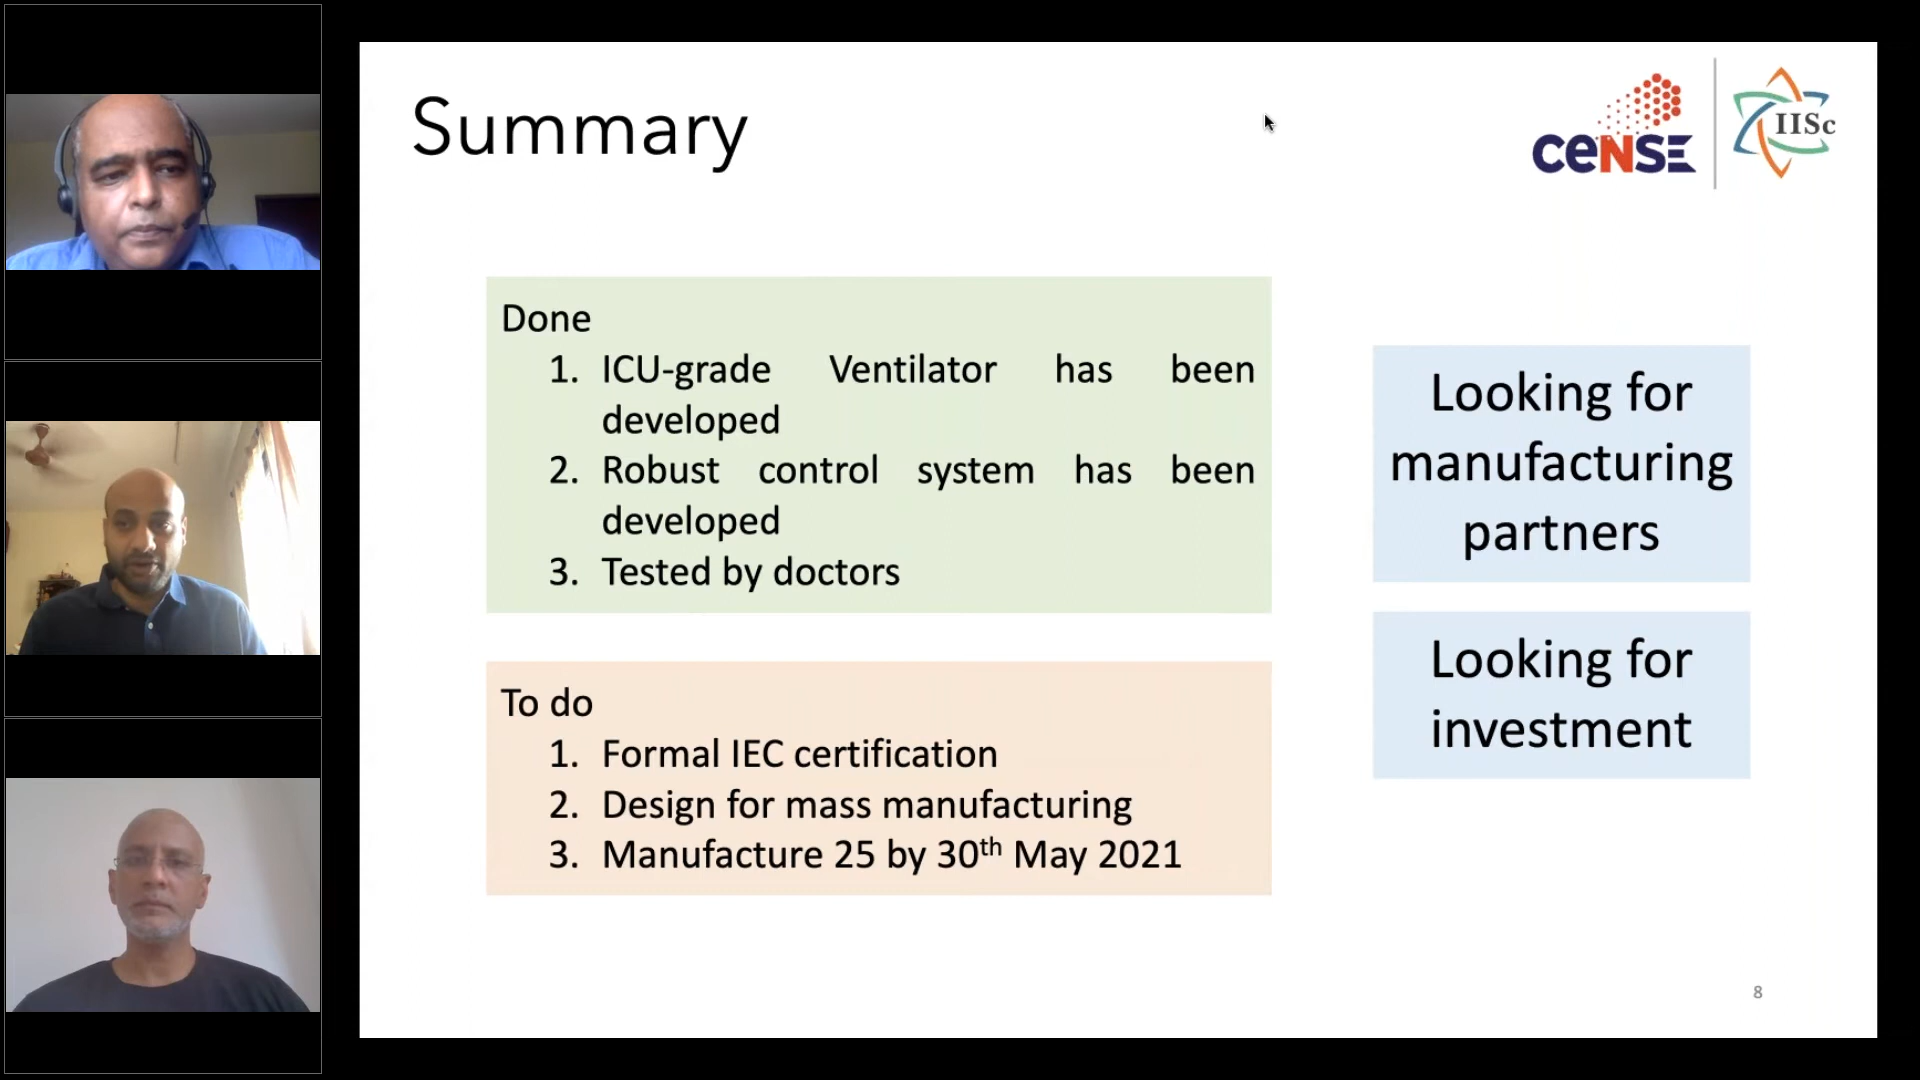 Summary
CeNSE
IISc
Done
1. ICU-grade Ventilator has been
developed
2. Robust control system has been
developed
3. Tested by doctors
Looking for
manufacturing
partners
Looking for
investment
To do
1. Formal IEC certification
2. Design for mass manufacturing
3. Manufacture 25 by 30th May 2021
8